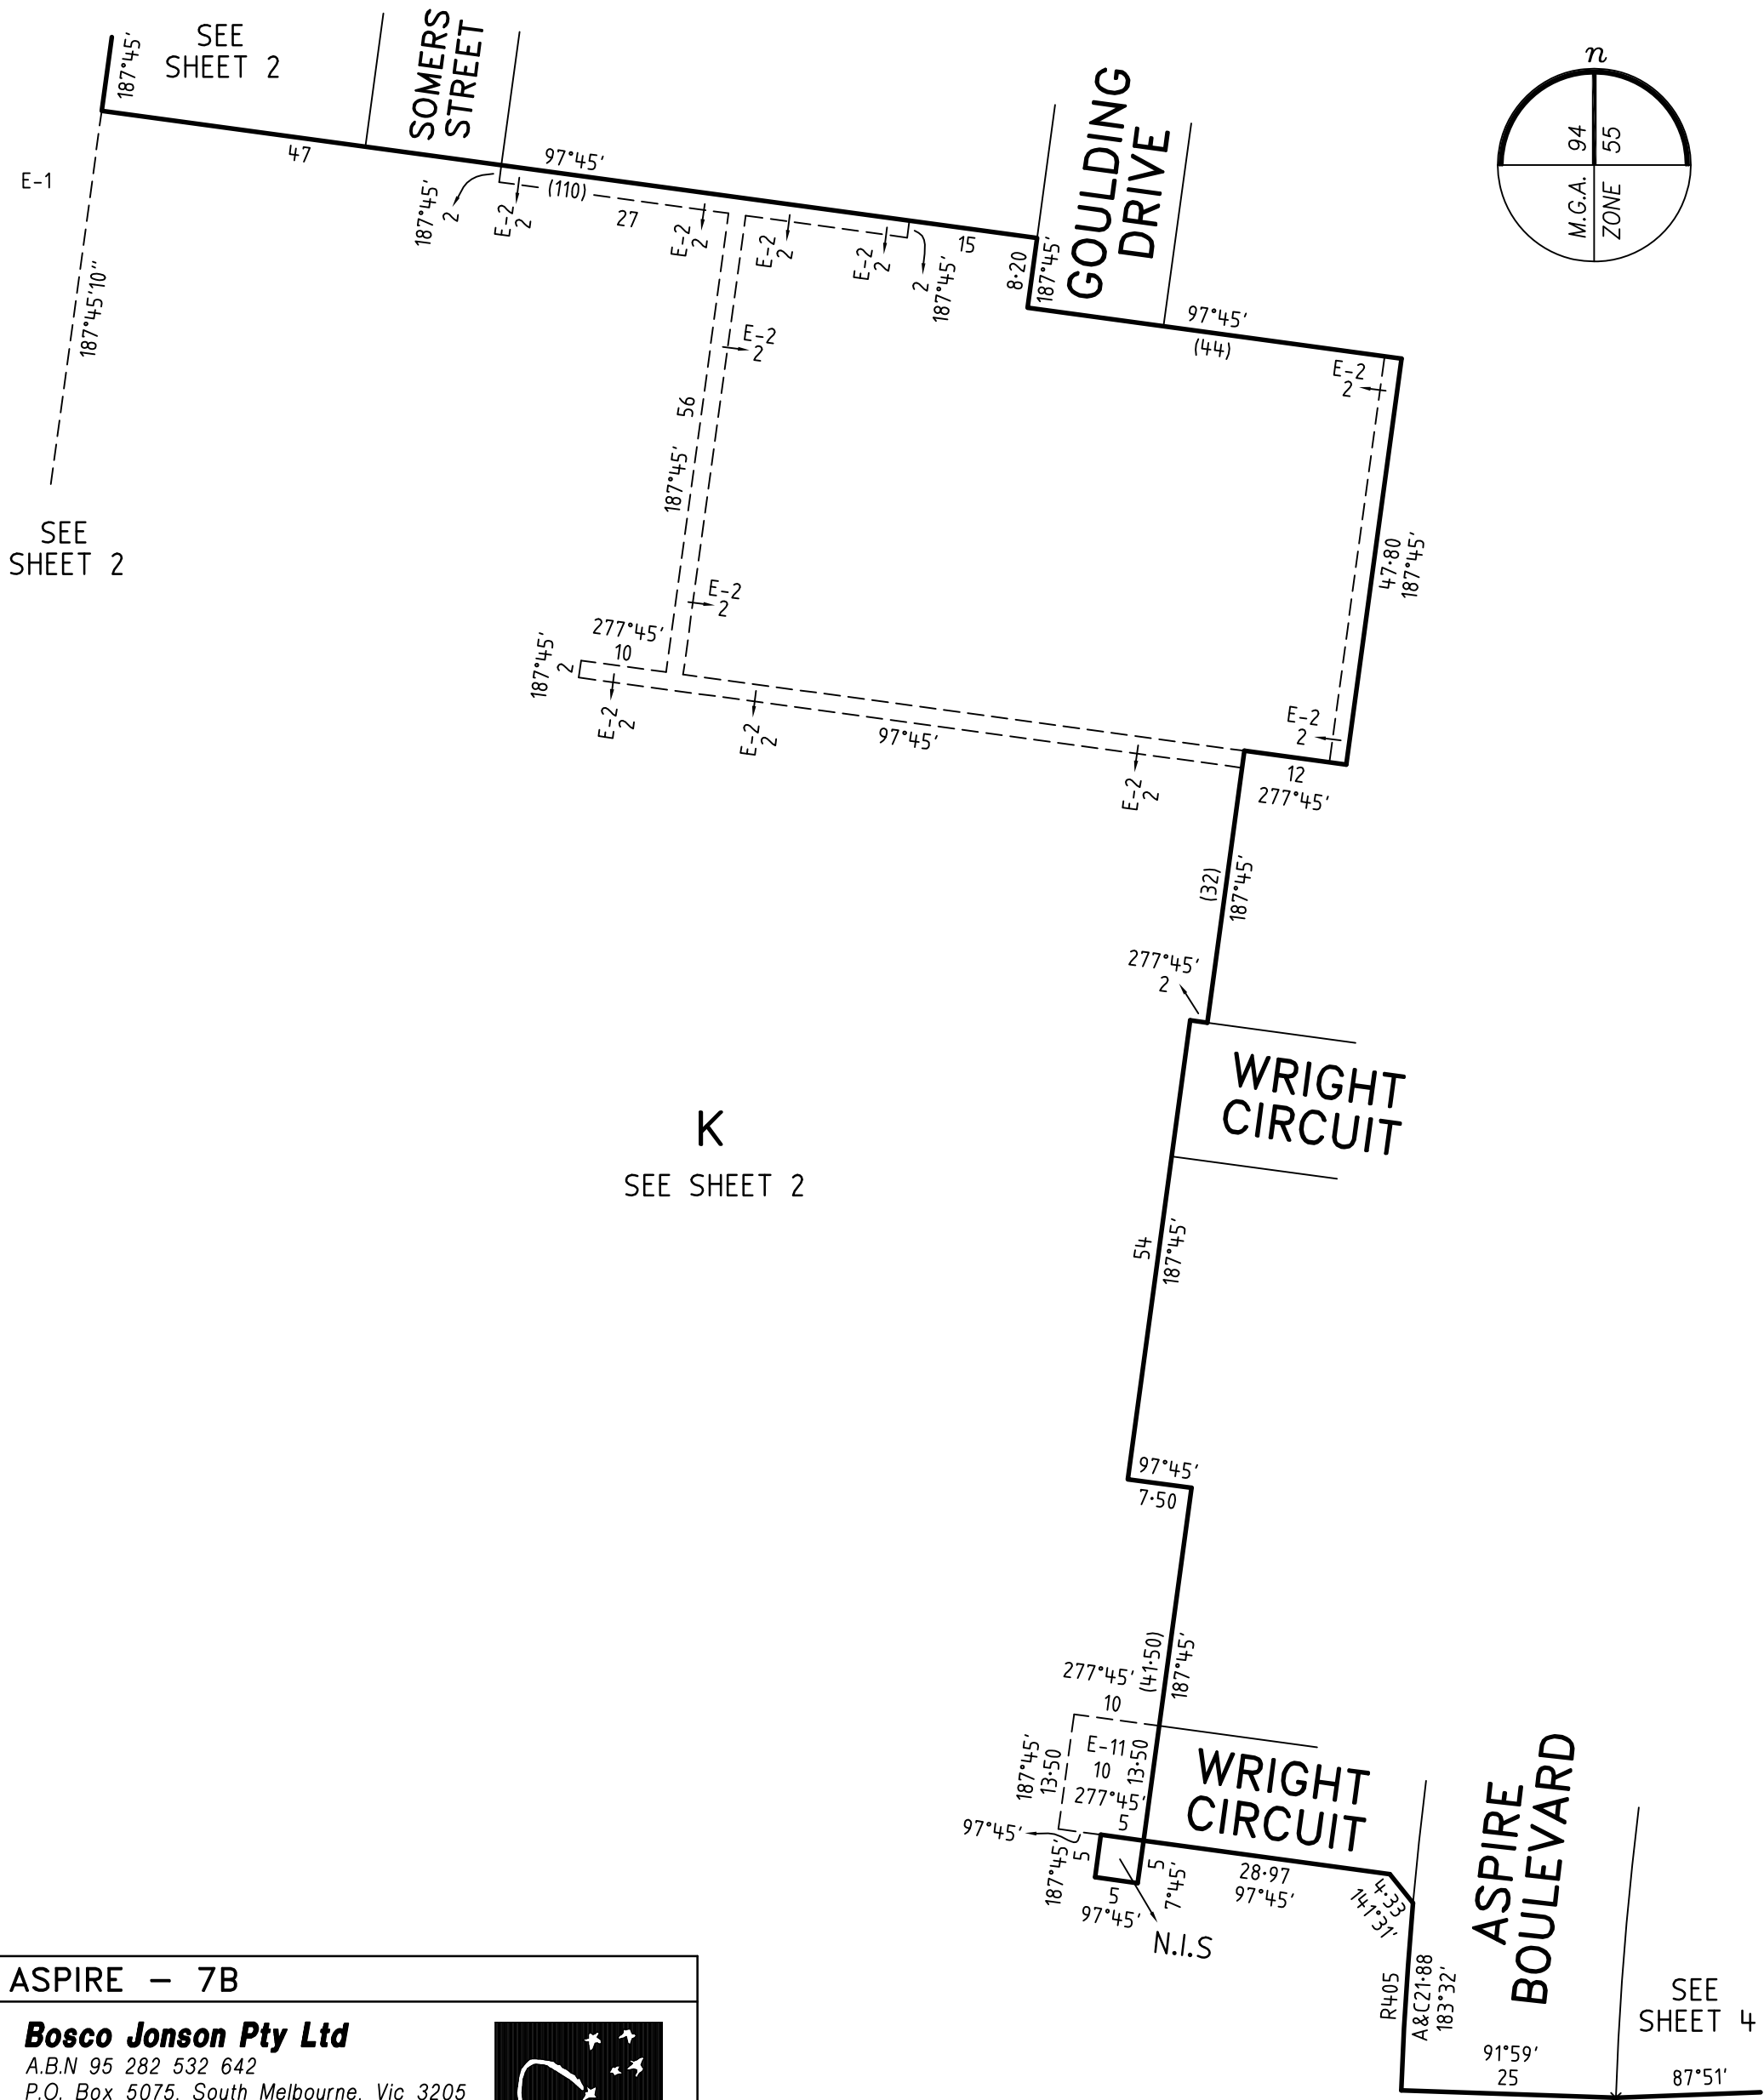 SEE
SHEET 2
187°45'
SOMERS
STREET
GOULDING
DRIVE
n
M.G.A. 94
ZONE 55
E-1
47
97°45'
(110)
187°45'
2
E-2
2
27
E-2
2
E-2
2
E-2
2
2
187°45'
15
8·20
187°45'
97°45'
(44)
187°45'10"
SEE
SHEET 2
E-2
2
E-2
2
56
187°45'
47·80
187°45'
E-2
2
277°45'
10
187°45'
2
E-2
2
E-2
2
97°45'
E-2
2
E-2
2
12
277°45'
(32)
187°45'
277°45'
2
WRIGHT
CIRCUIT
K
SEE SHEET 2
54
187°45'
97°45'
7·50
(41·50)
187°45'
277°45'
10
187°45'
13·50
E-11
10
13·50
277°45'
5
97°45'
187°45'
5
5
97°45'
5
7°45'
N.I.S
WRIGHT
CIRCUIT
28·97
97°45'
4·33
141°31'
ASPIRE
BOULEVARD
R405
A&C21·88
183°32'
91°59'
25
SEE
SHEET 4
87°51'
ASPIRE - 7B
Bosco Jonson Pty Ltd
A.B.N 95 282 532 642
P.O. Box 5075, South Melbourne, Vic 3205